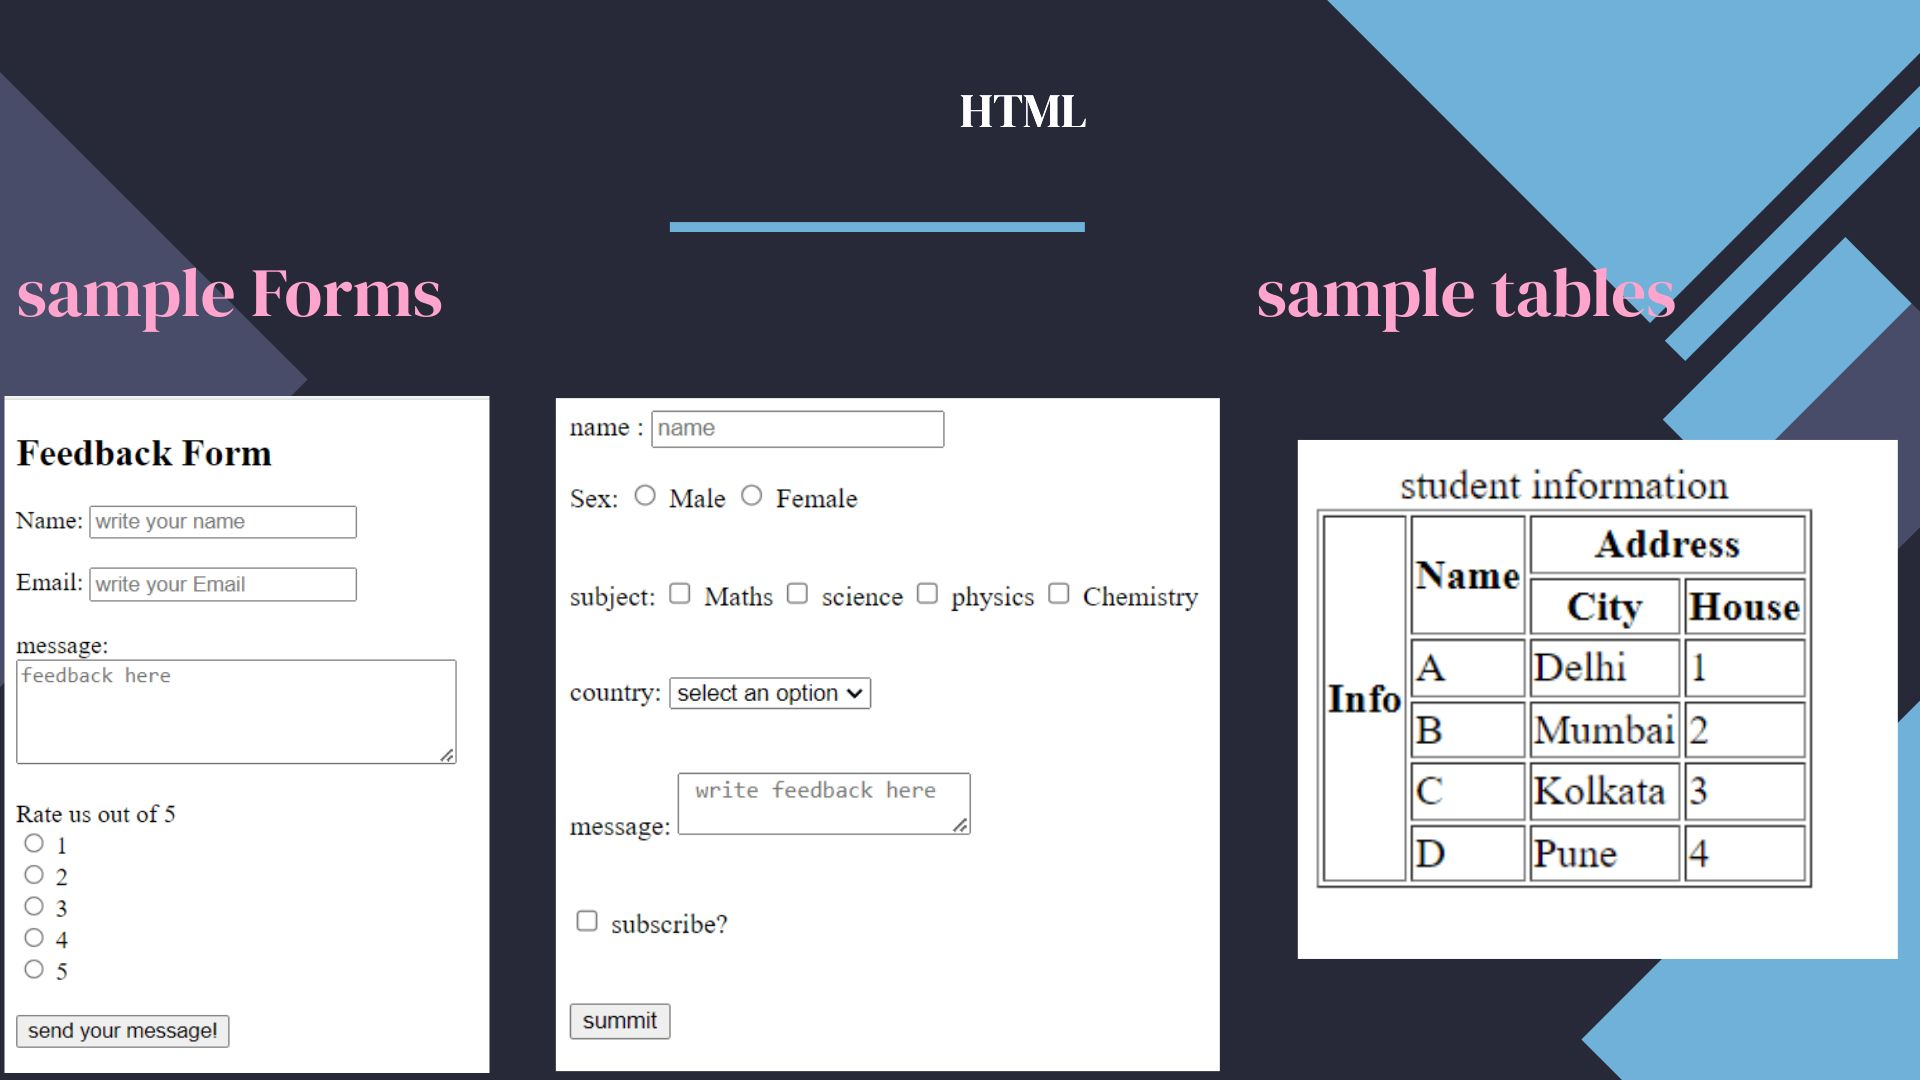 HTML
sample Forms
sample tables
Feedback Form
Name: write your name
Email: write your Email
message:
feedback here
Rate us out of 5
1
2
3
4
5
send your message!
name : name
Sex: Male Female
subject: Maths science physics Chemistry
country: select an option
message: write feedback here
subscribe?
summit
student information
Info Name Address
City House
A Delhi 1
B Mumbai 2
C Kolkata 3
D Pune 4